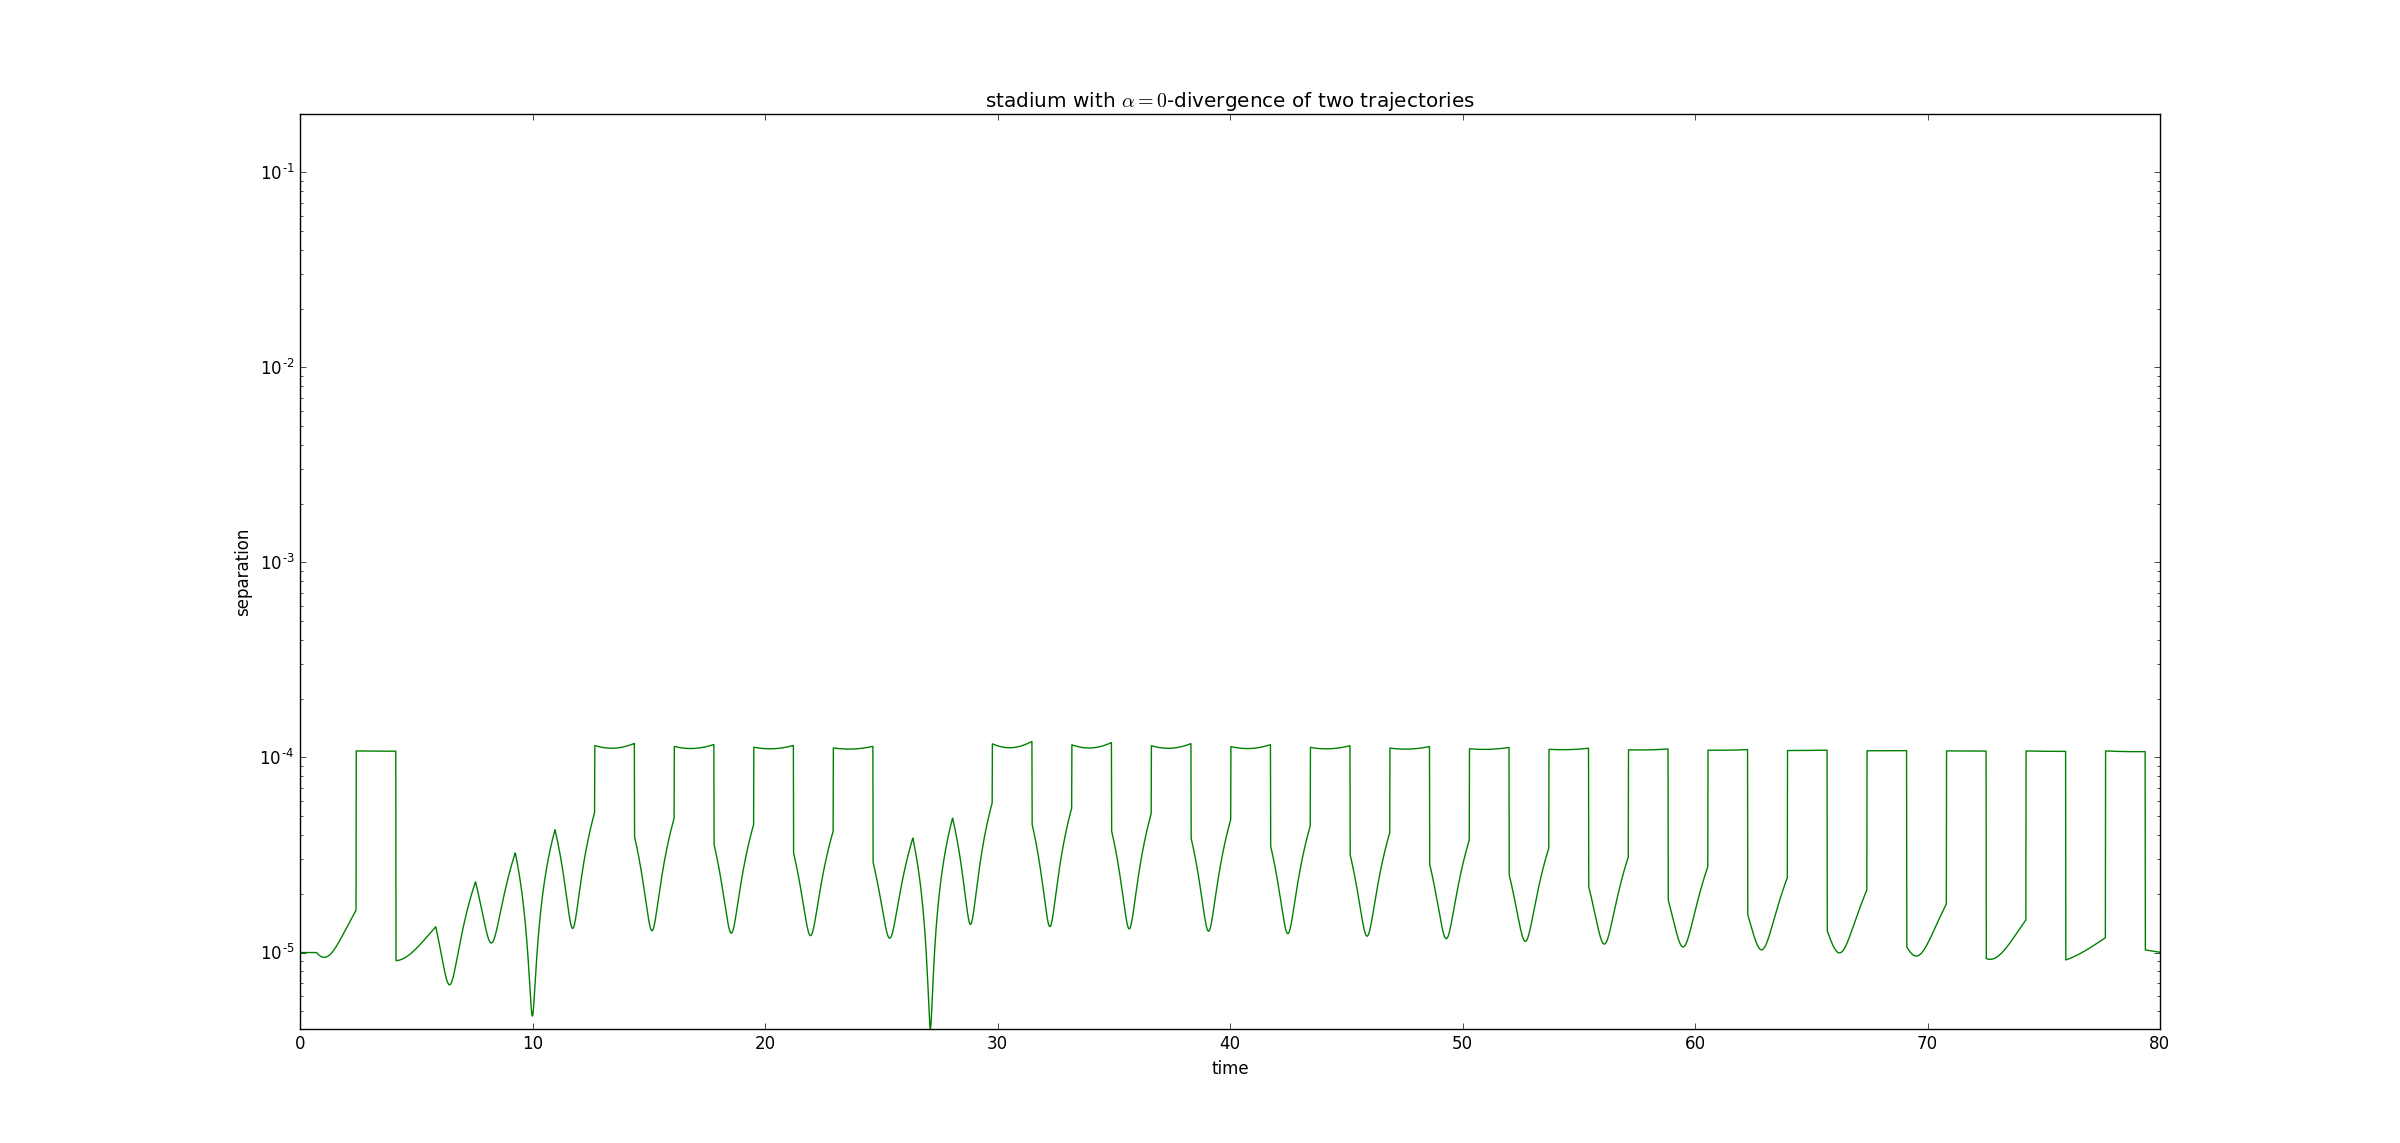 stadium with α = 0-divergence of two trajectories
10^-1
10^-2
10^-3
10^-4
10^-5
separation
0 10 20 30 40 50 60 70 80
time